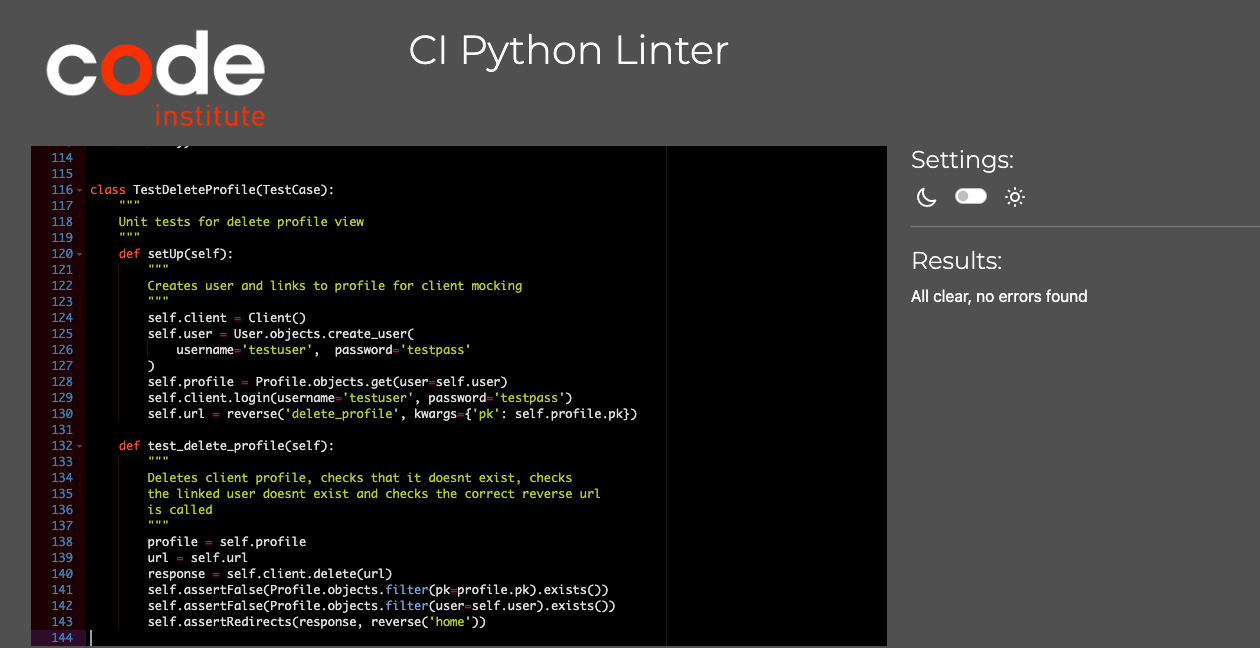 code
institute
CI Python Linter
114
115
116 class TestDeleteProfile(TestCase):
117 """
118 Unit tests for delete profile view
119 """
120 def setUp(self):
121 """
122 Creates user and links to profile for client mocking
123 """
124 self.client = Client()
125 self.user = User.objects.create_user(
126 username='testuser',  password='testpass'
127 )
128 self.profile = Profile.objects.get(user=self.user)
129 self.client.login(username='testuser', password='testpass')
130 self.url = reverse('delete_profile', kwargs={'pk': self.profile.pk})
131
132 def test_delete_profile(self):
133 """
134 Deletes client profile, checks that it doesnt exist, checks
135 the linked user doesnt exist and checks the correct reverse url
136 is called
137 """
138 profile = self.profile
139 url = self.url
140 response = self.client.delete(url)
141 self.assertFalse(Profile.objects.filter(pk=profile.pk).exists())
142 self.assertFalse(Profile.objects.filter(user=self.user).exists())
143 self.assertRedirects(response, reverse('home'))
144
Settings:
Results:
All clear, no errors found